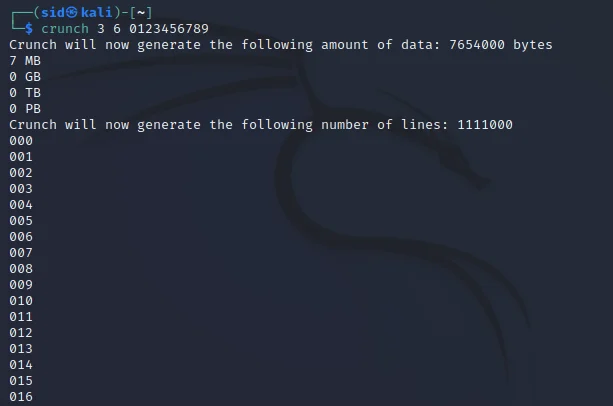 ┌──(sid㉿kali)-[~]
└─$ crunch 3 6 0123456789
Crunch will now generate the following amount of data: 7654000 bytes
7 MB
0 GB
0 TB
0 PB
Crunch will now generate the following number of lines: 1111000
000
001
002
003
004
005
006
007
008
009
010
011
012
013
014
015
016